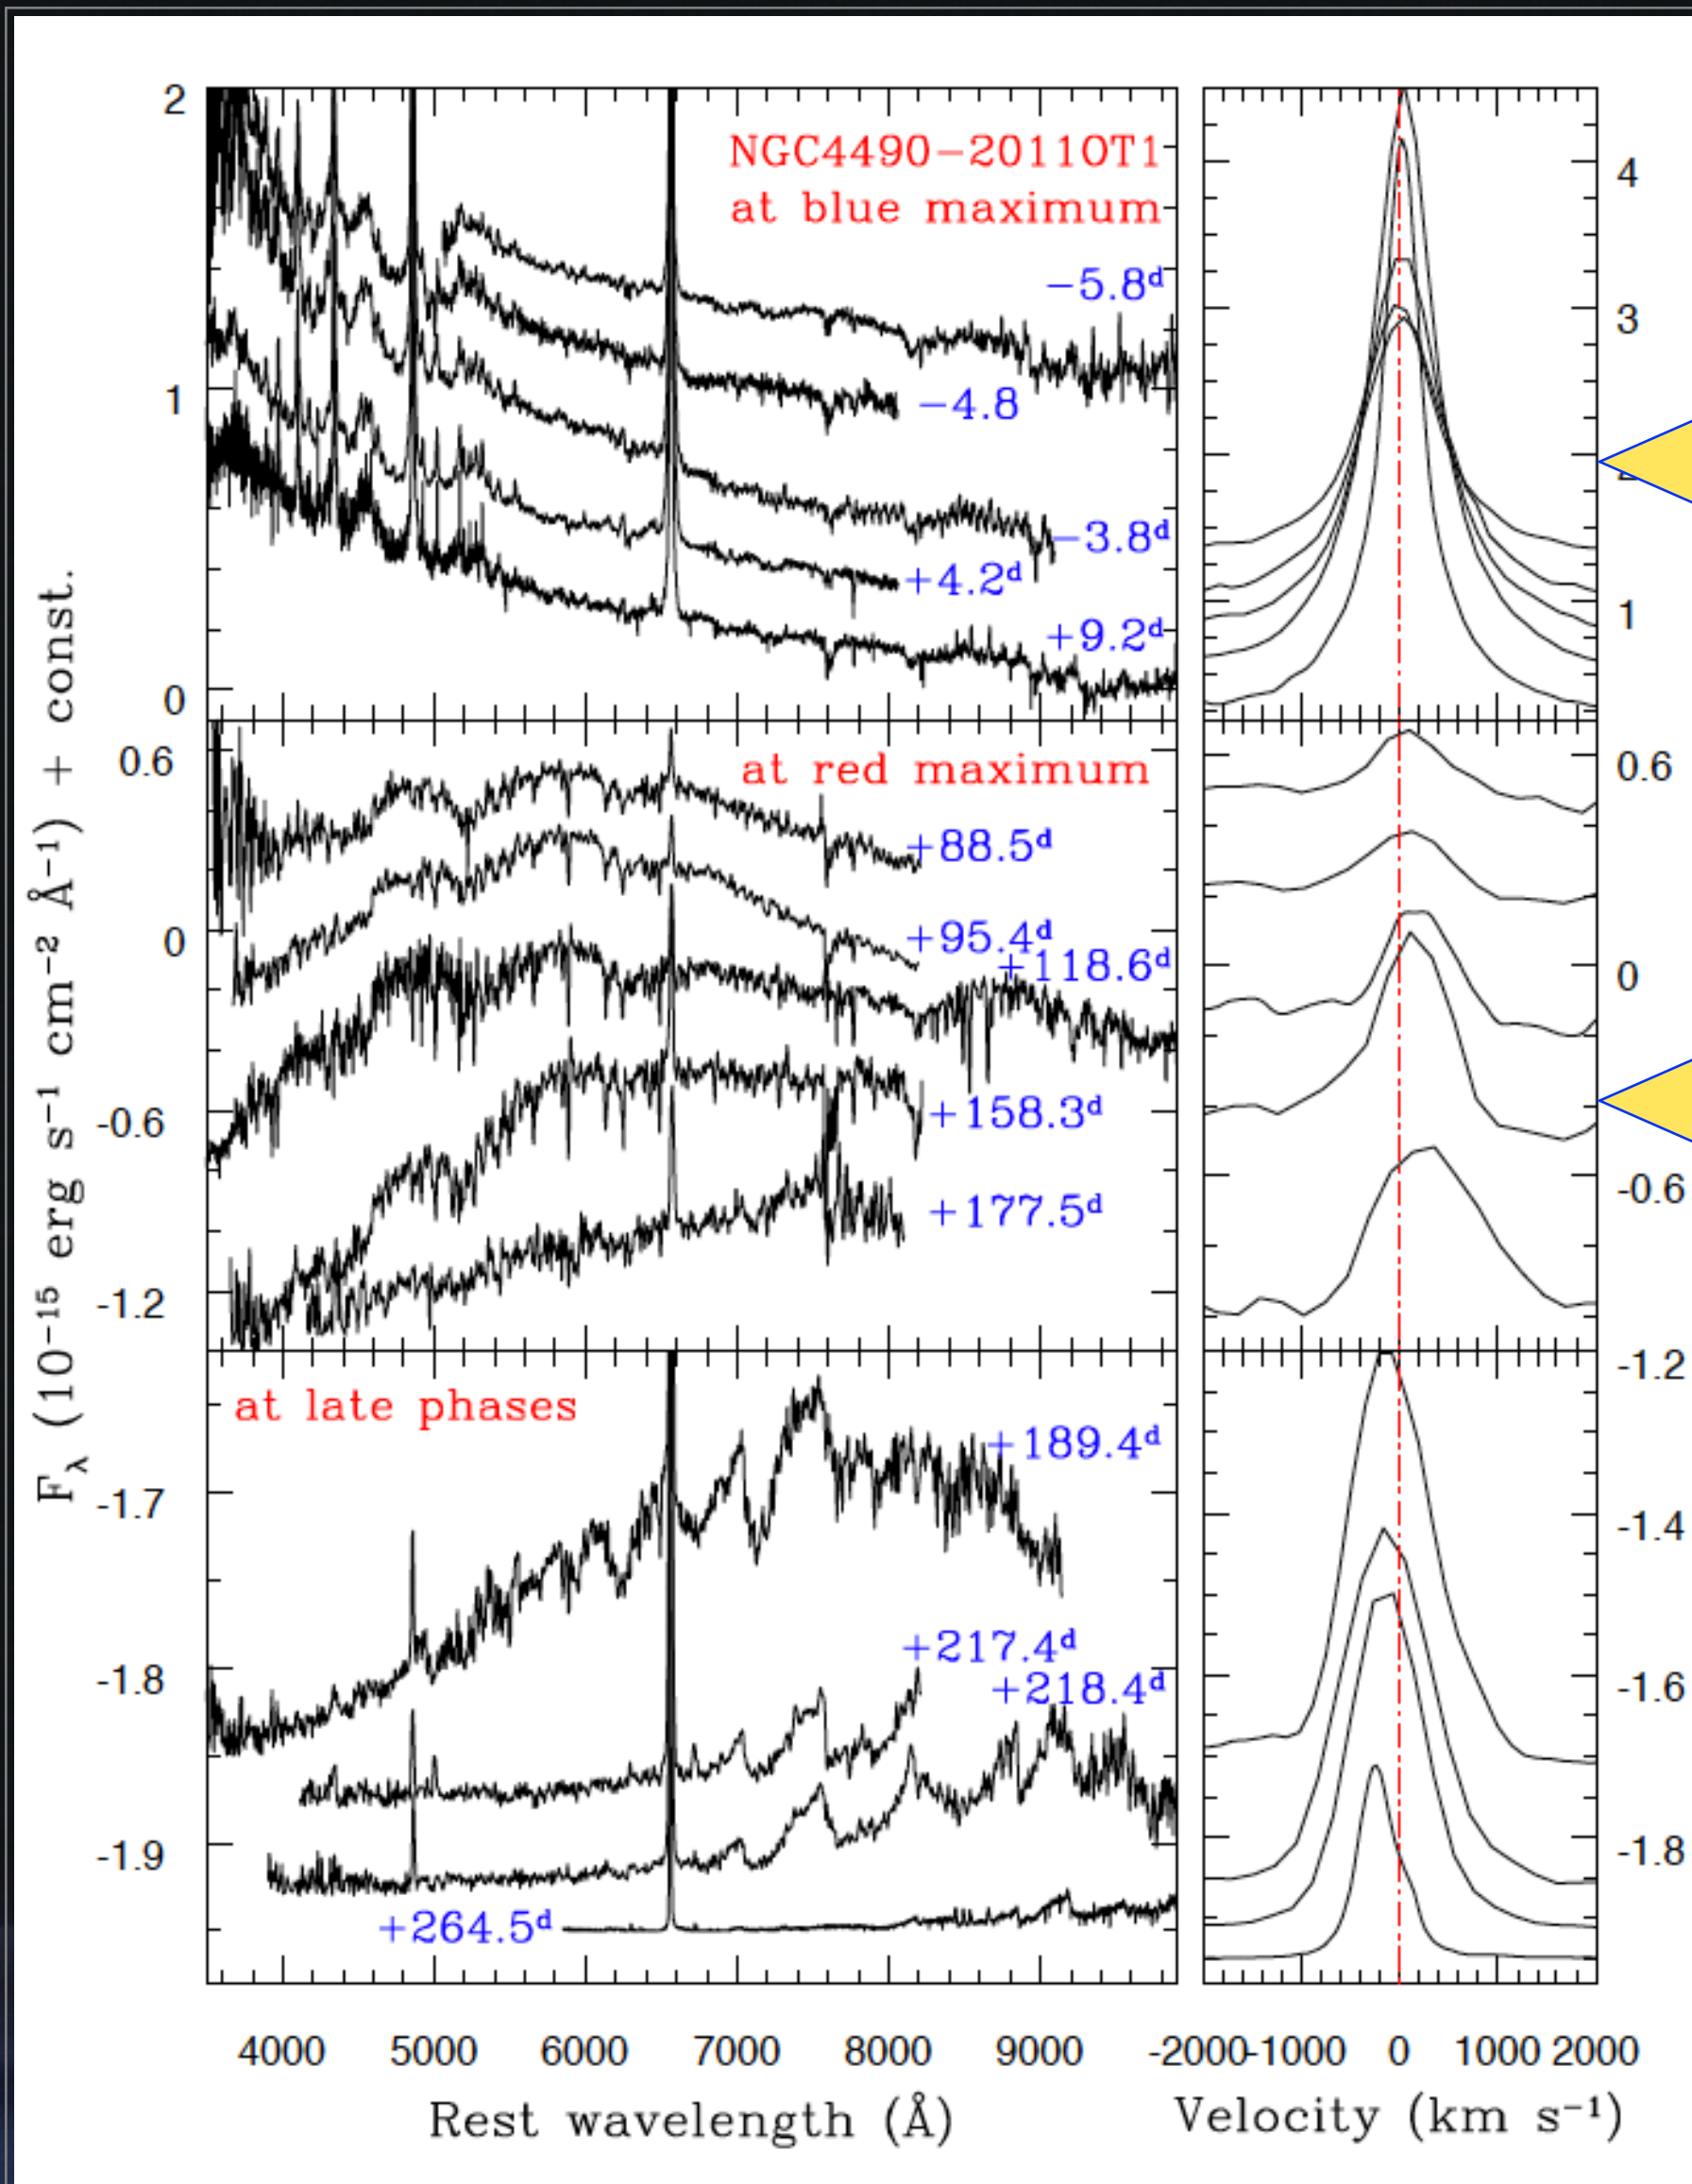 NGC4490-2011OT1
at blue maximum
-5.8d
-4.8
-3.8d
+4.2d
+9.2d
2
1
0
4
3
1
at red maximum
+88.5d
+95.4d
+118.6d
+158.3d
+177.5d
0.6
0
-0.6
-1.2
0.6
0
-0.6
-1.2
at late phases
+189.4d
+217.4d
+218.4d
+264.5d
-1.7
-1.8
-1.9
-1.4
-1.6
-1.8
Fλ (10−15 erg s−1 cm−2 Å−1) + const.
4000 5000 6000 7000 8000 9000
-2000 -1000 0 1000 2000
Rest wavelength (Å)
Velocity (km s−1)